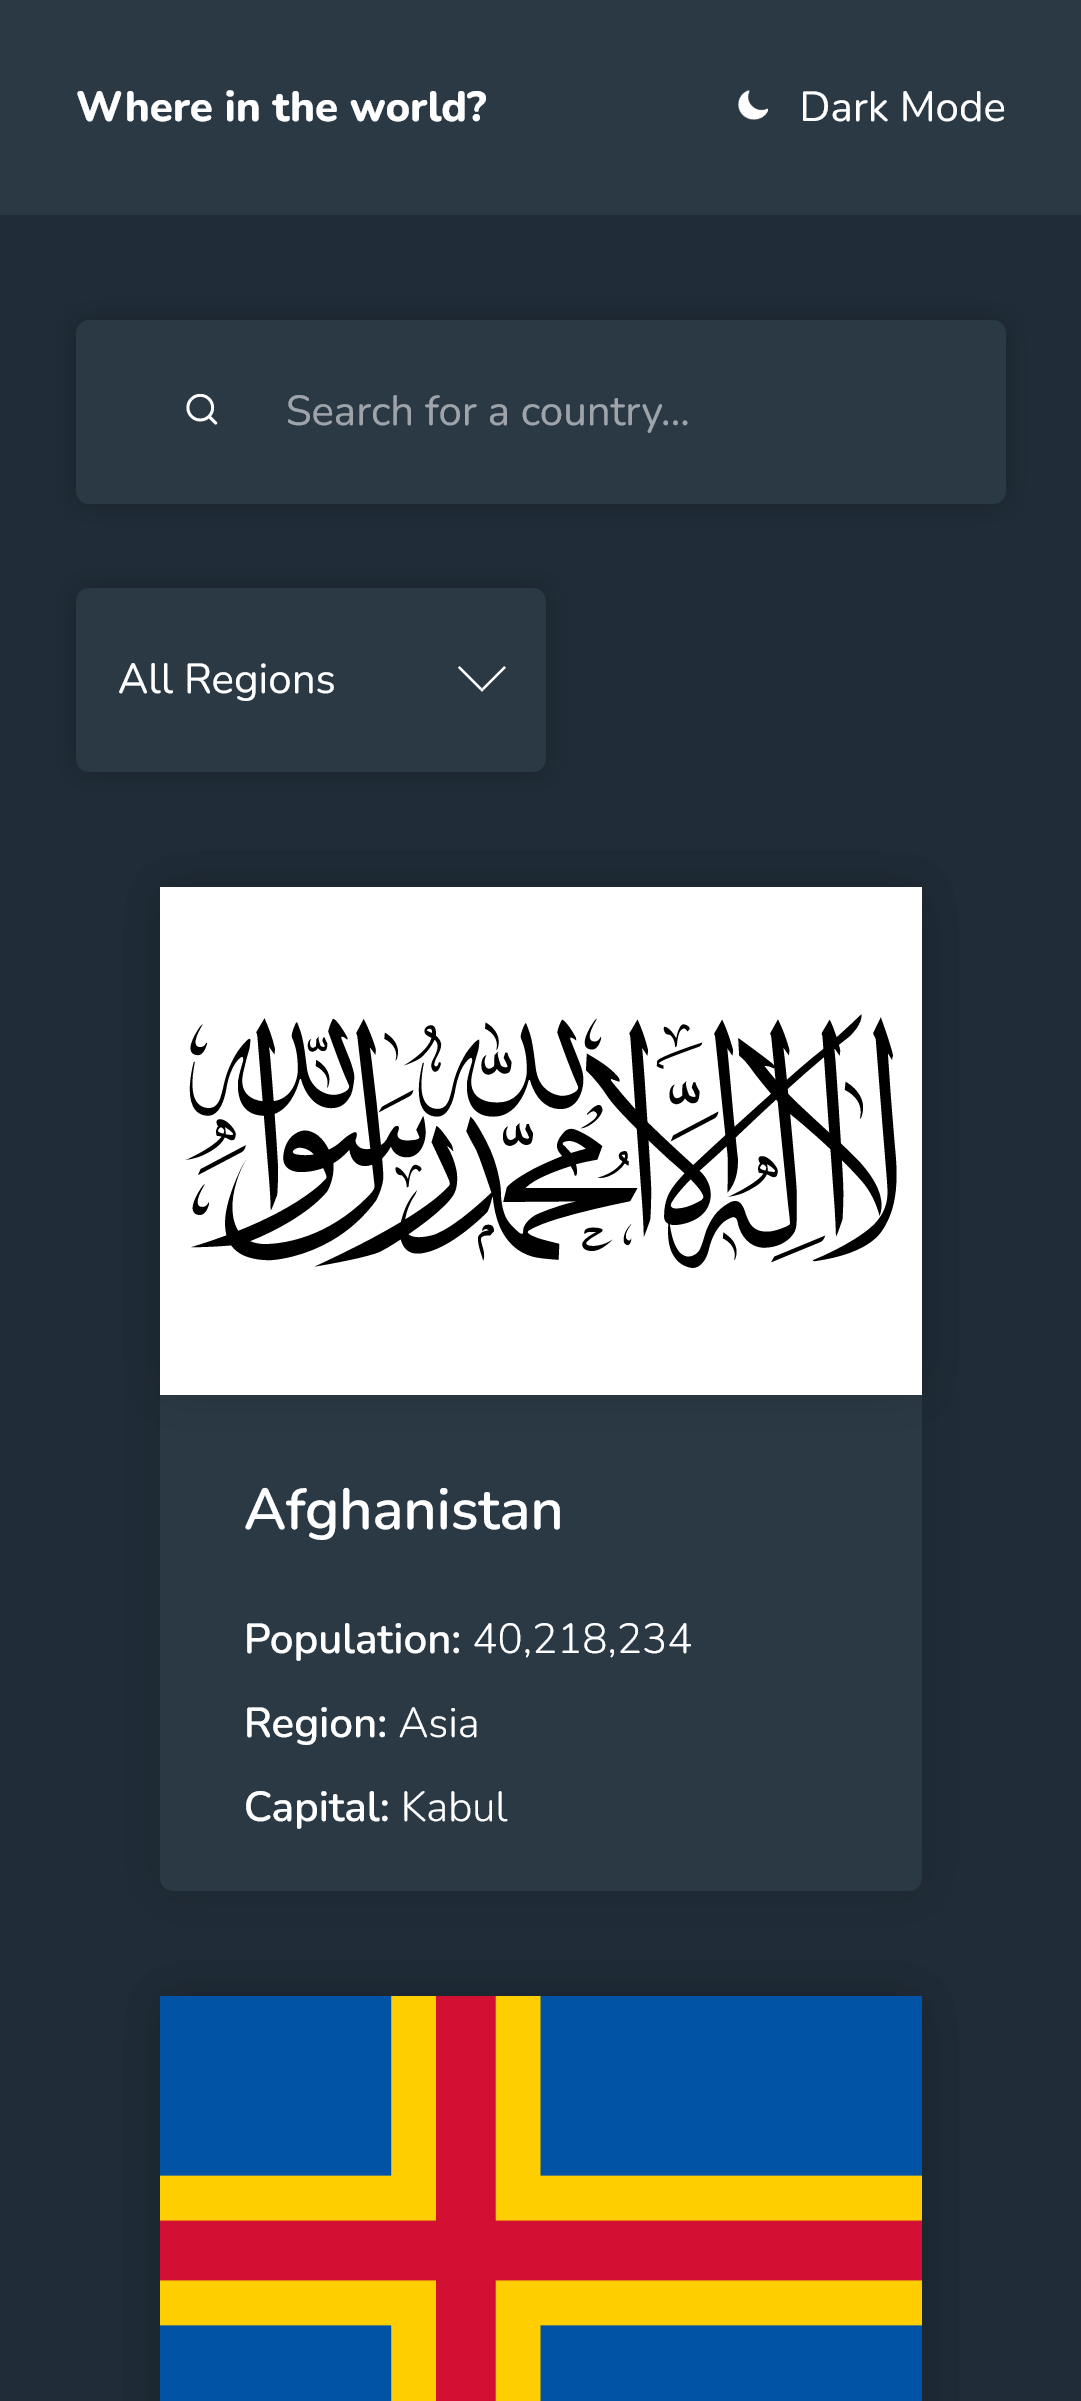 Where in the world?
Dark Mode
Search for a country...
All Regions
لا إله إلا الله محمد رسول الله
Afghanistan
Population: 40,218,234
Region: Asia
Capital: Kabul